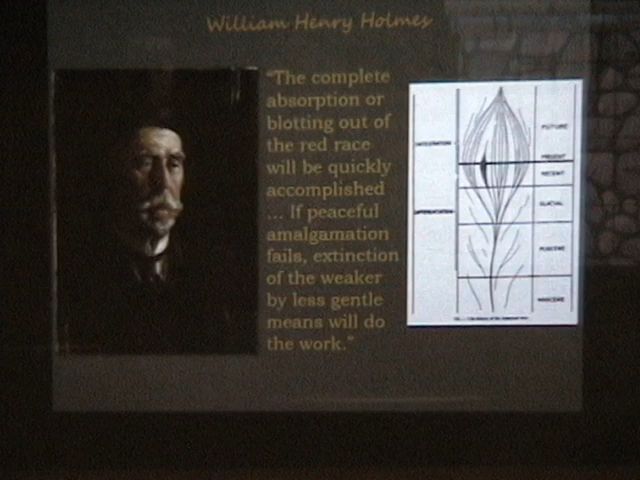 William Henry Holmes
"The complete
absorption or
blotting out of
the red race
will be quickly
accomplished
... If peaceful
amalgamation
fails, extinction
of the weaker
by less gentle
means will do
the work."
FUTURE
PRESENT
RECENT
GLACIAL
PLIOCENE
MIOCENE
INTEGRATION
DIFFERENTIATION